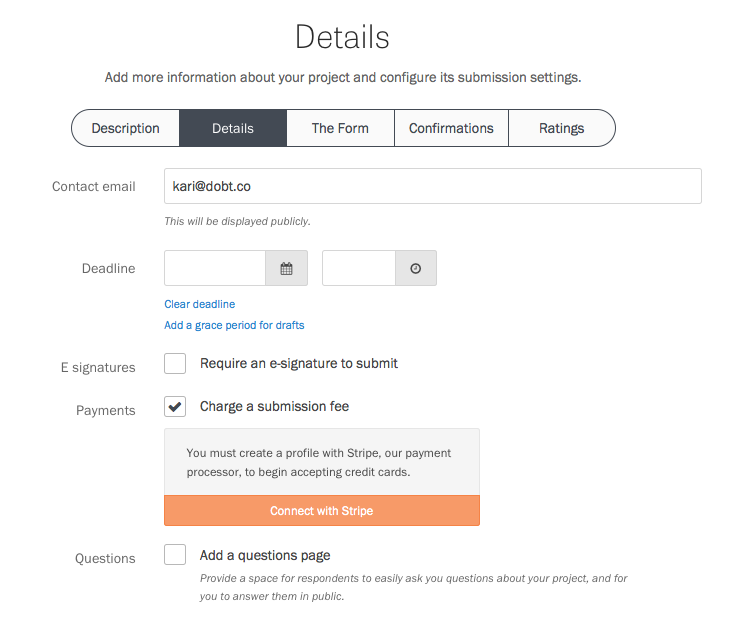 Details
Add more information about your project and configure its submission settings.
Description Details The Form Confirmations Ratings
Contact email kari@dobt.co
This will be displayed publicly.
Deadline
Clear deadline
Add a grace period for drafts
E signatures Require an e-signature to submit
Payments Charge a submission fee
You must create a profile with Stripe, our payment
processor, to begin accepting credit cards.
Connect with Stripe
Questions Add a questions page
Provide a space for respondents to easily ask you questions about your project, and for
you to answer them in public.